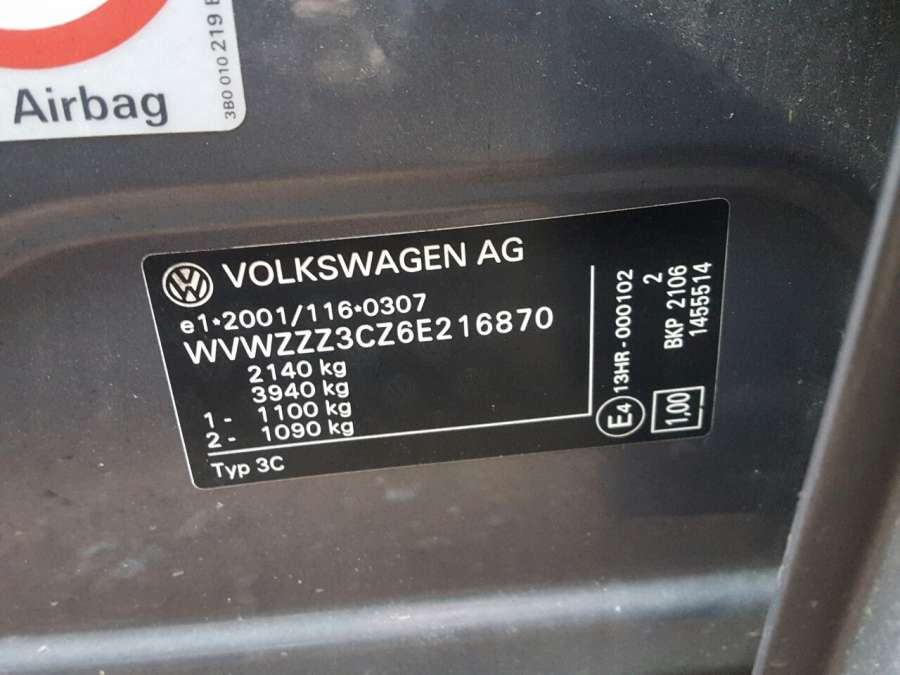 Airbag
3B0 010 219
VOLKSWAGEN AG
e1*2001/116*0307
WVWZZZ3CZ6E216870
2140 kg
3940 kg
1- 1100 kg
2- 1090 kg
Typ 3C
E4 13HR-000102
2
BKP 2106
1455514
1,00